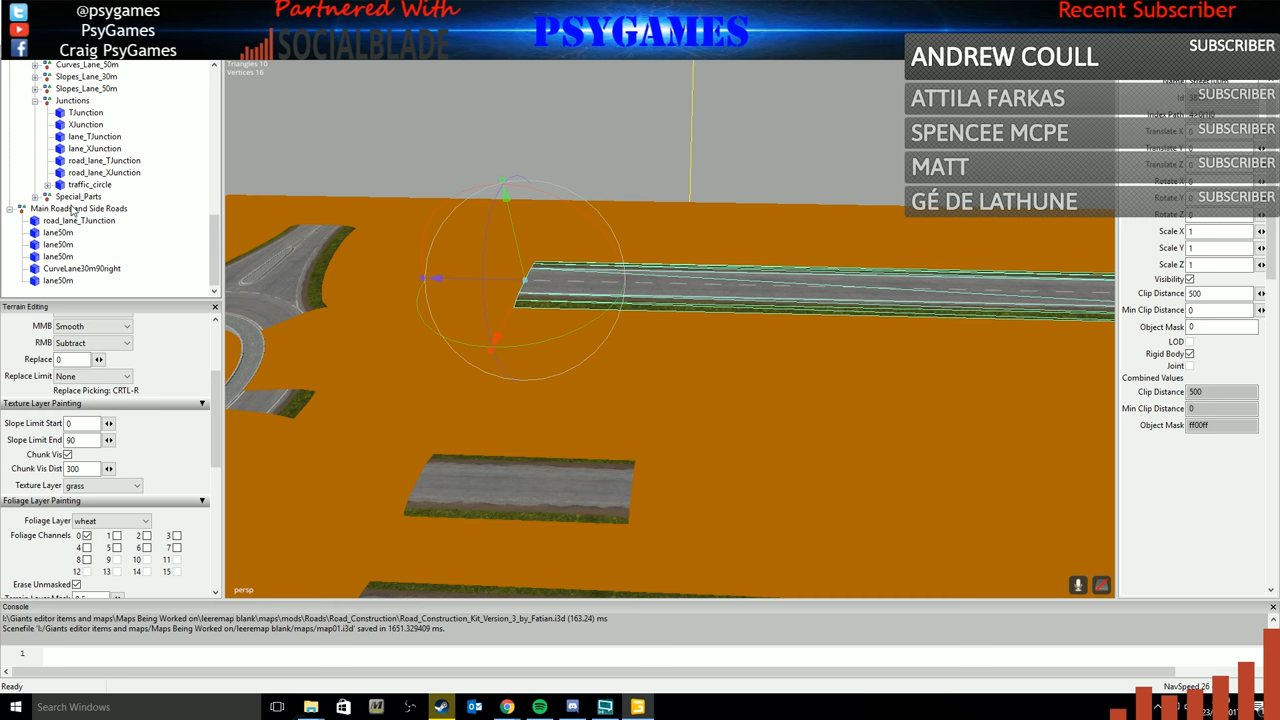 @psygames
PsyGames
Craig PsyGames
Partnered With
SOCIALBLADE
PSYGAMES
Recent Subscriber
ANDREW COULL SUBSCRIBER
ATTILA FARKAS SUBSCRIBER
SPENCEE MCPE SUBSCRIBER
MATT SUBSCRIBER
GÉ DE LATHUNE SUBSCRIBER
Triangles 10
Vertices 16
Curves_Lane_50m
Slopes_Lane_30m
Slopes_Lane_50m
Junctions
TJunction
XJunction
lane_TJunction
lane_XJunction
road_lane_TJunction
road_lane_XJunction
traffic_circle
Special_Parts
Main Roads and Side Roads
road_lane_TJunction
lane50m
lane50m
lane50m
CurveLane30m90right
lane50m
Terrain Editing
MMB Smooth
RMB Subtract
Replace 0
Replace Limit None
Replace Picking: CRTL-R
Texture Layer Painting
Slope Limit Start 0
Slope Limit End 90
Chunk Vis
Chunk Vis Dist 300
Texture Layer grass
Foliage Layer Painting
Foliage Layer wheat
Foliage Channels 0 1 2 3
4 5 6 7
8 9 10 11
12 13 14 15
Erase Unmasked
persp
Scale X 1
Scale Y 1
Scale Z 1
Visibility
Clip Distance 500
Min Clip Distance 0
Object Mask 0
LOD
Rigid Body
Joint
Combined Values
Clip Distance 500
Min Clip Distance 0
Object Mask ff00ff
Console
I:\Giants editor items and maps\Maps Being Worked on\leeremap blank\maps\mods\Roads\Road_Construction\Road_Construction_Kit_Version_3_by_Fatian.i3d (163.24) ms
Scenefile 'I:/Giants editor items and maps/Maps Being Worked on/leeremap blank/maps/map01.i3d' saved in 1651.329409 ms.
1
Ready
NavSpeed 26
Search Windows